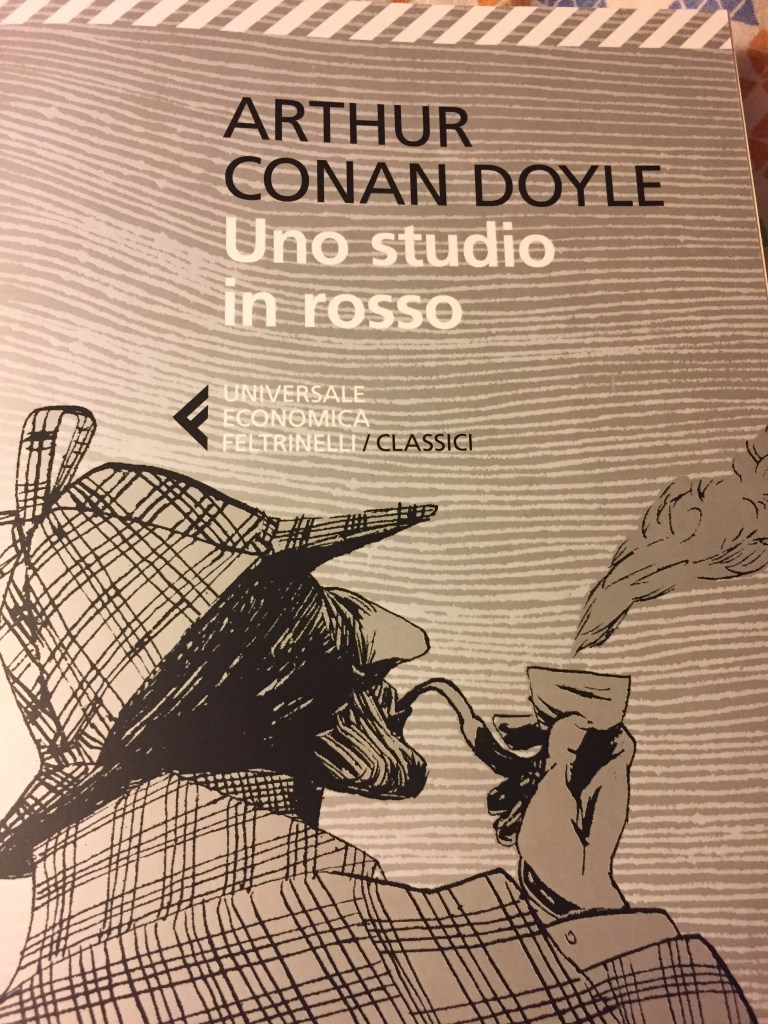 ARTHUR
CONAN DOYLE
Uno studio
in rosso
UNIVERSALE
ECONOMICA
FELTRINELLI / CLASSICI